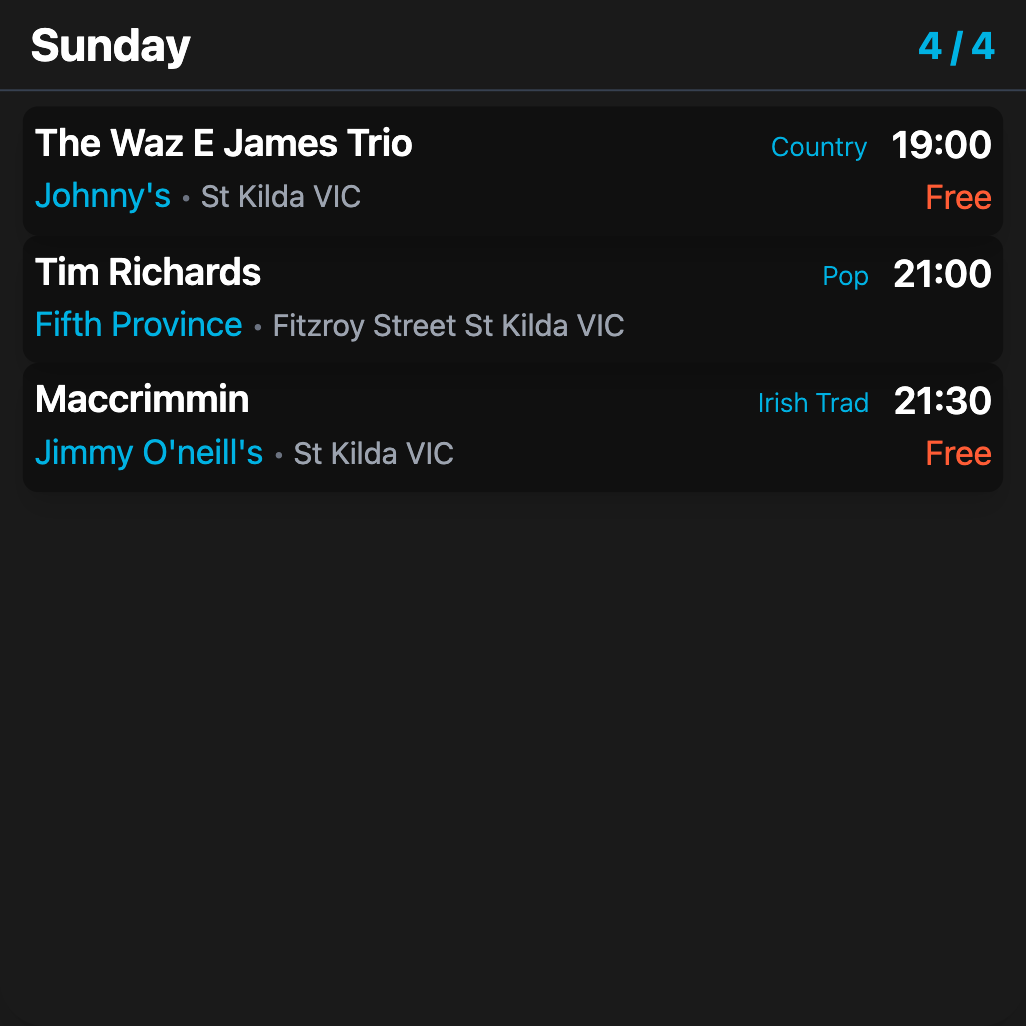 Sunday 4 / 4
The Waz E James Trio Country 19:00
Johnny's • St Kilda VIC Free
Tim Richards Pop 21:00
Fifth Province • Fitzroy Street St Kilda VIC
Maccrimmin Irish Trad 21:30
Jimmy O'neill's • St Kilda VIC Free